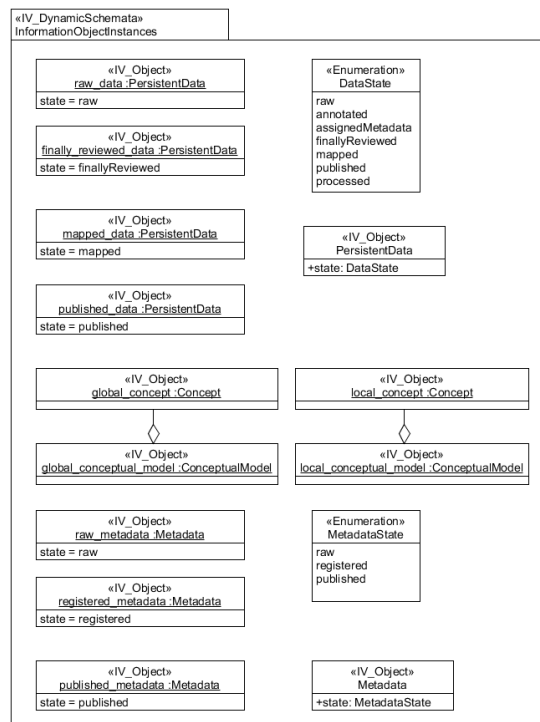 «IV_DynamicSchemata»
InformationObjectInstances
«IV_Object»
raw_data :PersistentData
state = raw
«IV_Object»
finally_reviewed_data :PersistentData
state = finallyReviewed
«IV_Object»
mapped_data :PersistentData
state = mapped
«IV_Object»
published_data :PersistentData
state = published
«Enumeration»
DataState
raw
annotated
assignedMetadata
finallyReviewed
mapped
published
processed
«IV_Object»
PersistentData
+state: DataState
«IV_Object»
global_concept :Concept
«IV_Object»
local_concept :Concept
«IV_Object»
global_conceptual_model :ConceptualModel
«IV_Object»
local_conceptual_model :ConceptualModel
«IV_Object»
raw_metadata :Metadata
state = raw
«IV_Object»
registered_metadata :Metadata
state = registered
«IV_Object»
published_metadata :Metadata
state = published
«Enumeration»
MetadataState
raw
registered
published
«IV_Object»
Metadata
+state: MetadataState